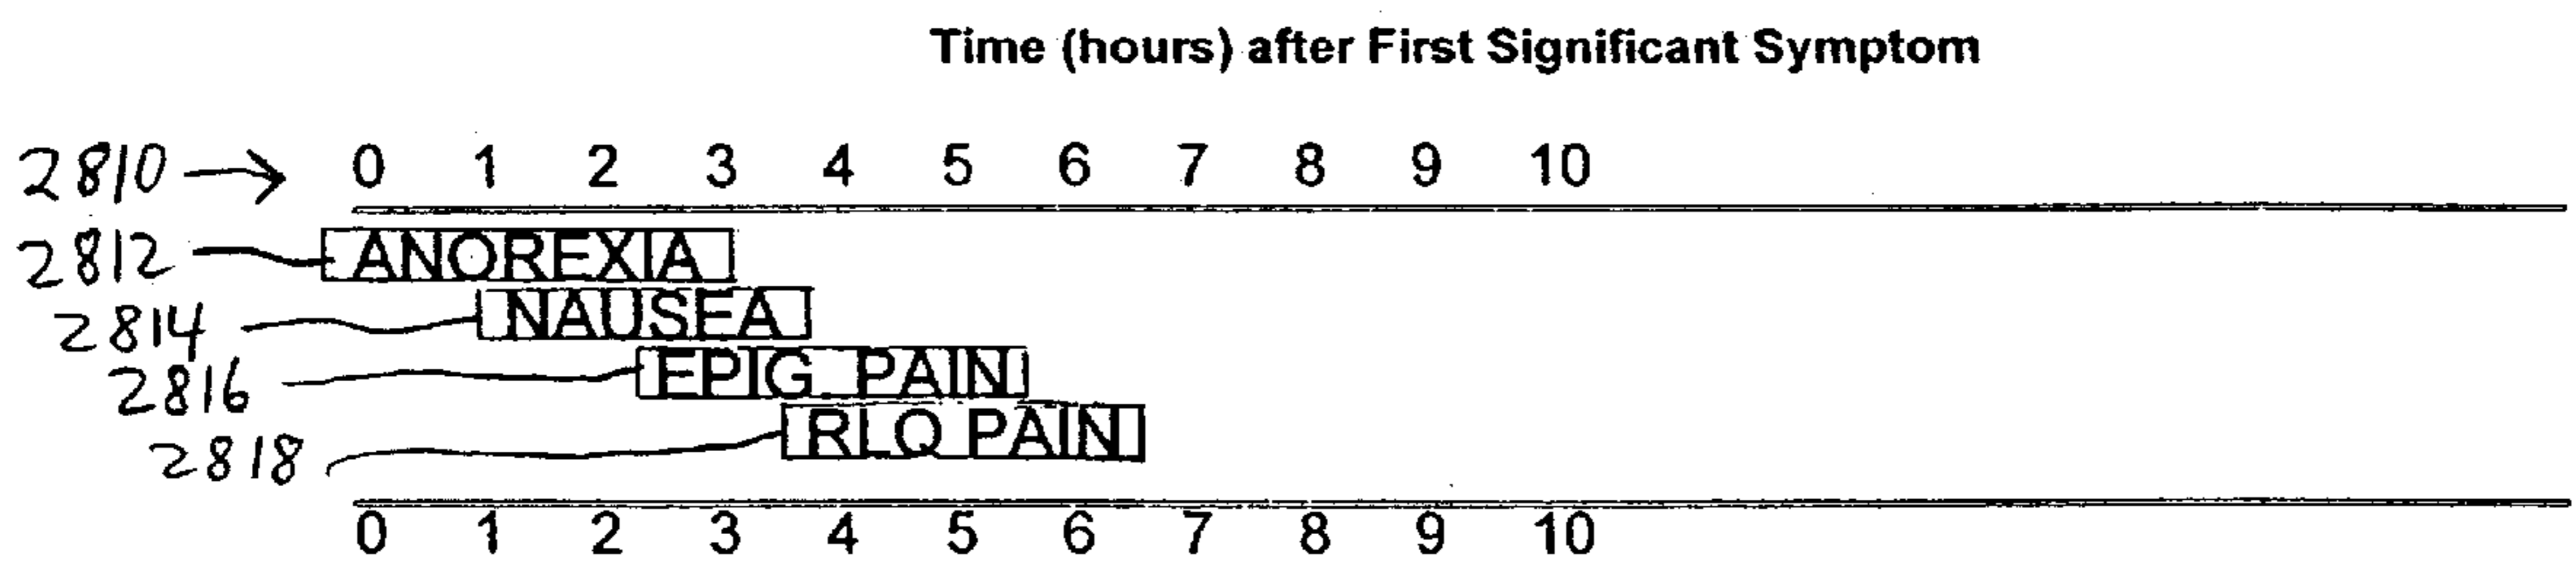 Time (hours) after First Significant Symptom
2810 → 0 1 2 3 4 5 6 7 8 9 10
2812 ANOREXIA
2814 NAUSEA
2816 EPIG PAIN
2818 RLQ PAIN
0 1 2 3 4 5 6 7 8 9 10